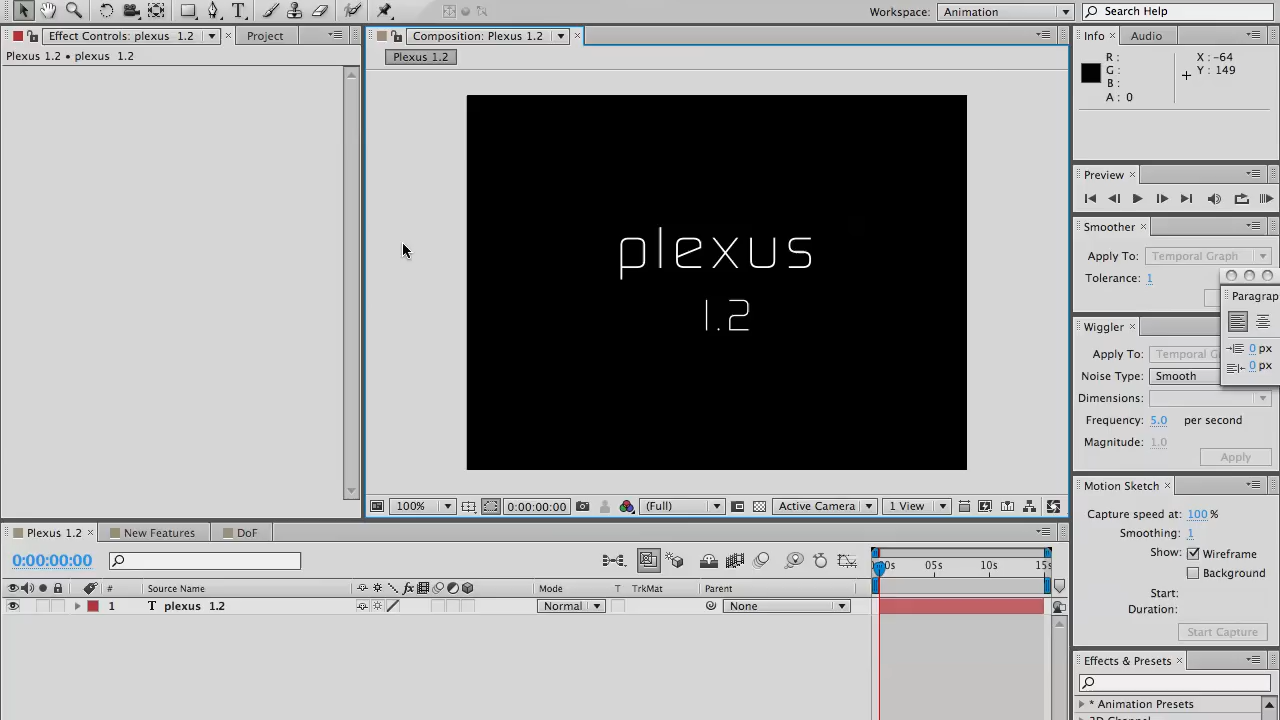 Workspace: Animation Search Help
Effect Controls: plexus 1.2 Project
Composition: Plexus 1.2
Info Audio
Plexus 1.2 • plexus 1.2
Plexus 1.2
R :
G :
B :
A : 0
X : -64
Y : 149
plexus
1.2
Preview
Smoother
Apply To: Temporal Graph
Tolerance: 1
Paragrap
0 px
0 px
Wiggler
Apply To: Temporal G
Noise Type: Smooth
Dimensions:
Frequency: 5.0 per second
Magnitude: 1.0
Apply
Motion Sketch
Capture speed at: 100 %
Smoothing: 1
Show: Wireframe
Background
Start:
Duration:
Start Capture
Effects & Presets
* Animation Presets
100% 0:00:00:00 (Full) Active Camera 1 View
Plexus 1.2 New Features DoF
0:00:00:00
05s 10s 15s
# Source Name Mode T TrkMat Parent
1 T plexus 1.2 Normal None